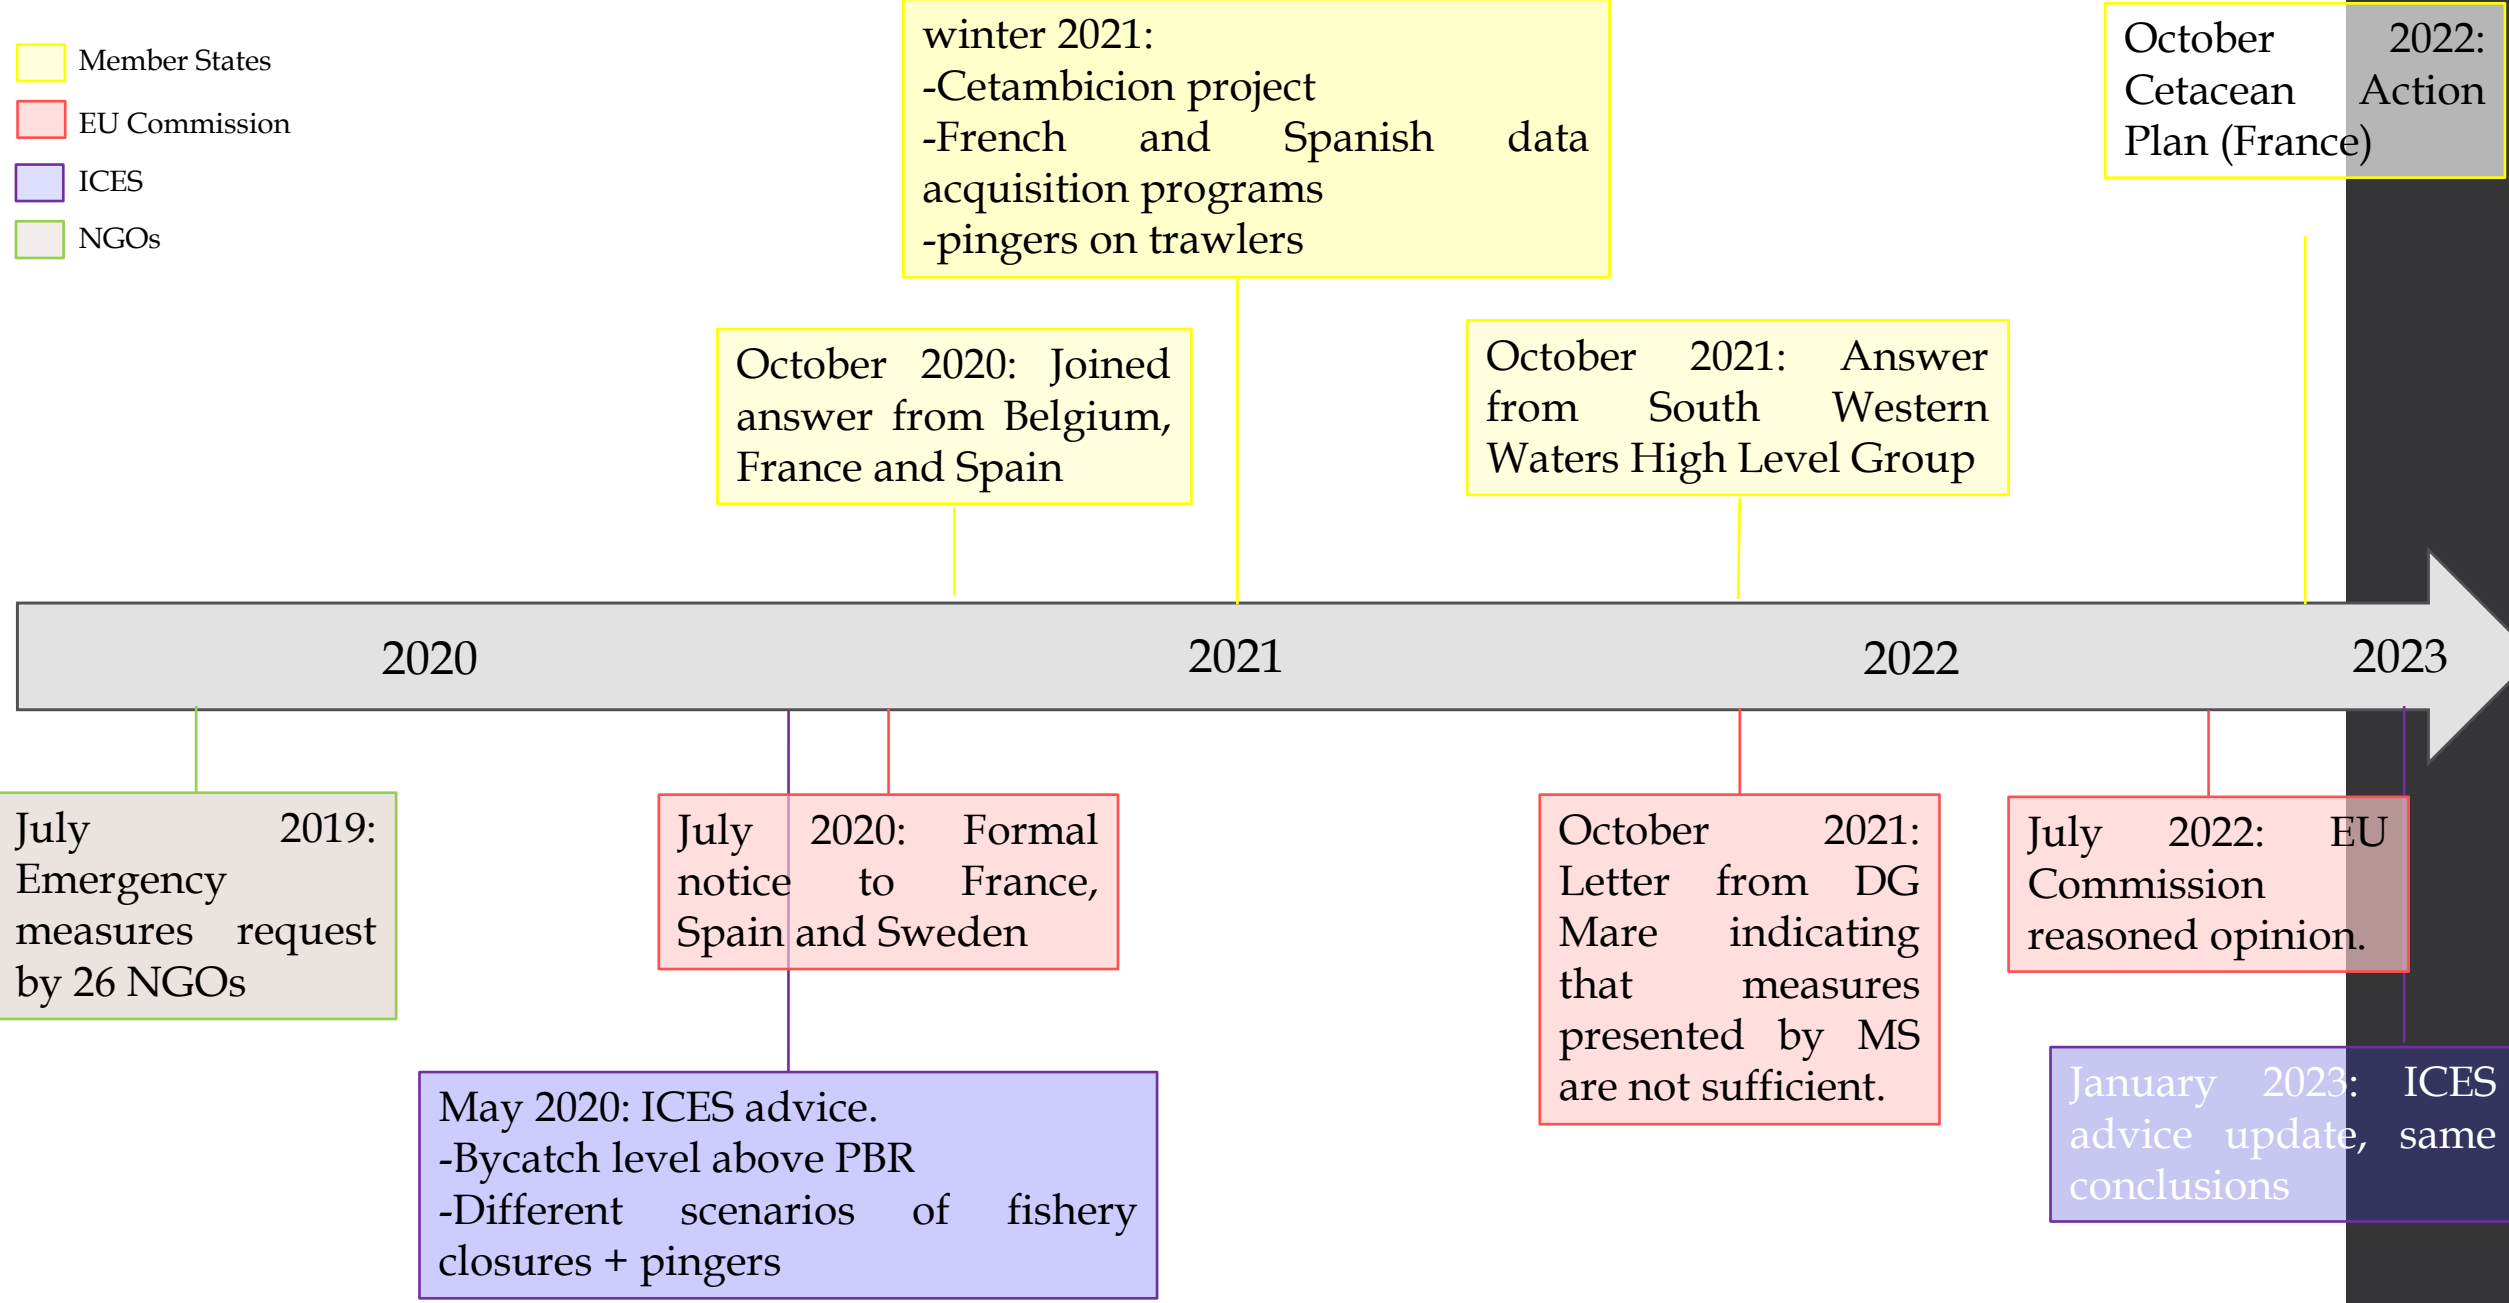 Member States
EU Commission
ICES
NGOs
winter 2021:
-Cetambicion project
-French and Spanish data
acquisition programs
-pingers on trawlers
October 2022:
Cetacean Action
Plan (France)
October 2020: Joined
answer from Belgium,
France and Spain
October 2021: Answer
from South Western
Waters High Level Group
2020
2021
2022
2023
July 2019:
Emergency
measures request
by 26 NGOs
July 2020: Formal
notice to France,
Spain and Sweden
October 2021:
Letter from DG
Mare indicating
that measures
presented by MS
are not sufficient.
July 2022: EU
Commission
reasoned opinion.
May 2020: ICES advice.
-Bycatch level above PBR
-Different scenarios of fishery
closures + pingers
January 2023: ICES
advice update, same
conclusions